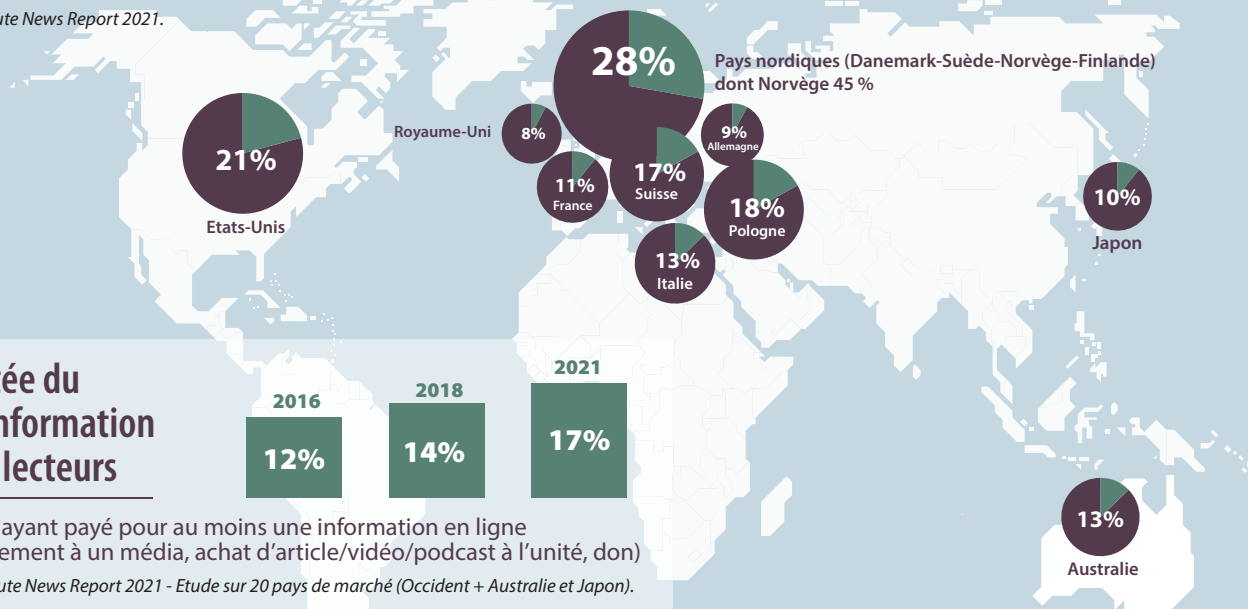 ute News Report 2021.
28%
Pays nordiques (Danemark-Suède-Norvège-Finlande)
dont Norvège 45 %
21%
Etats-Unis
Royaume-Uni
8%
9%
Allemagne
11%
France
17%
Suisse
18%
Pologne
13%
Italie
10%
Japon
ée du
nformation
lecteurs
2016
12%
2018
14%
2021
17%
ayant payé pour au moins une information en ligne
ement à un média, achat d’article/vidéo/podcast à l’unité, don)
ute News Report 2021 - Etude sur 20 pays de marché (Occident + Australie et Japon).
13%
Australie